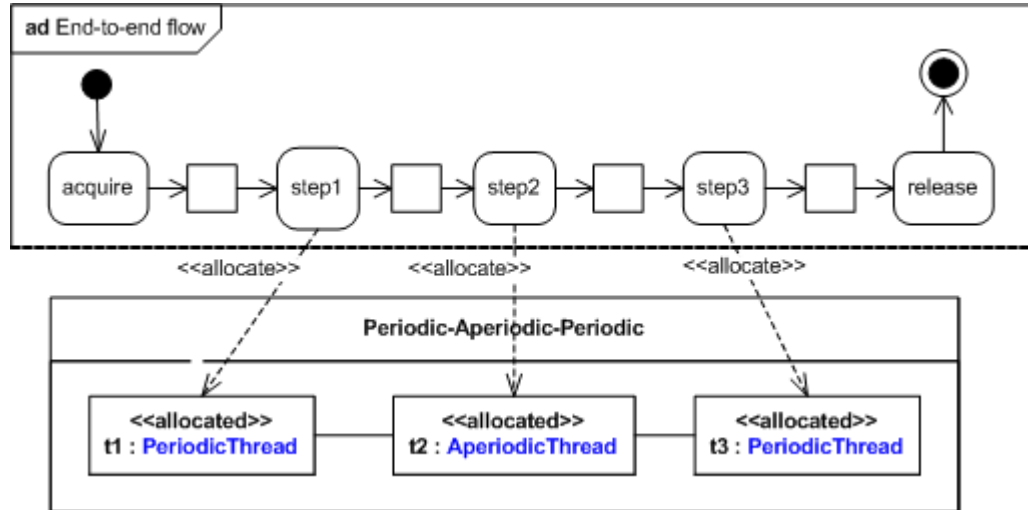 ad End-to-end flow
acquire
step1
step2
step3
release
<<allocate>>
<<allocate>>
<<allocate>>
Periodic-Aperiodic-Periodic
<<allocated>>
t1 : PeriodicThread
<<allocated>>
t2 : AperiodicThread
<<allocated>>
t3 : PeriodicThread